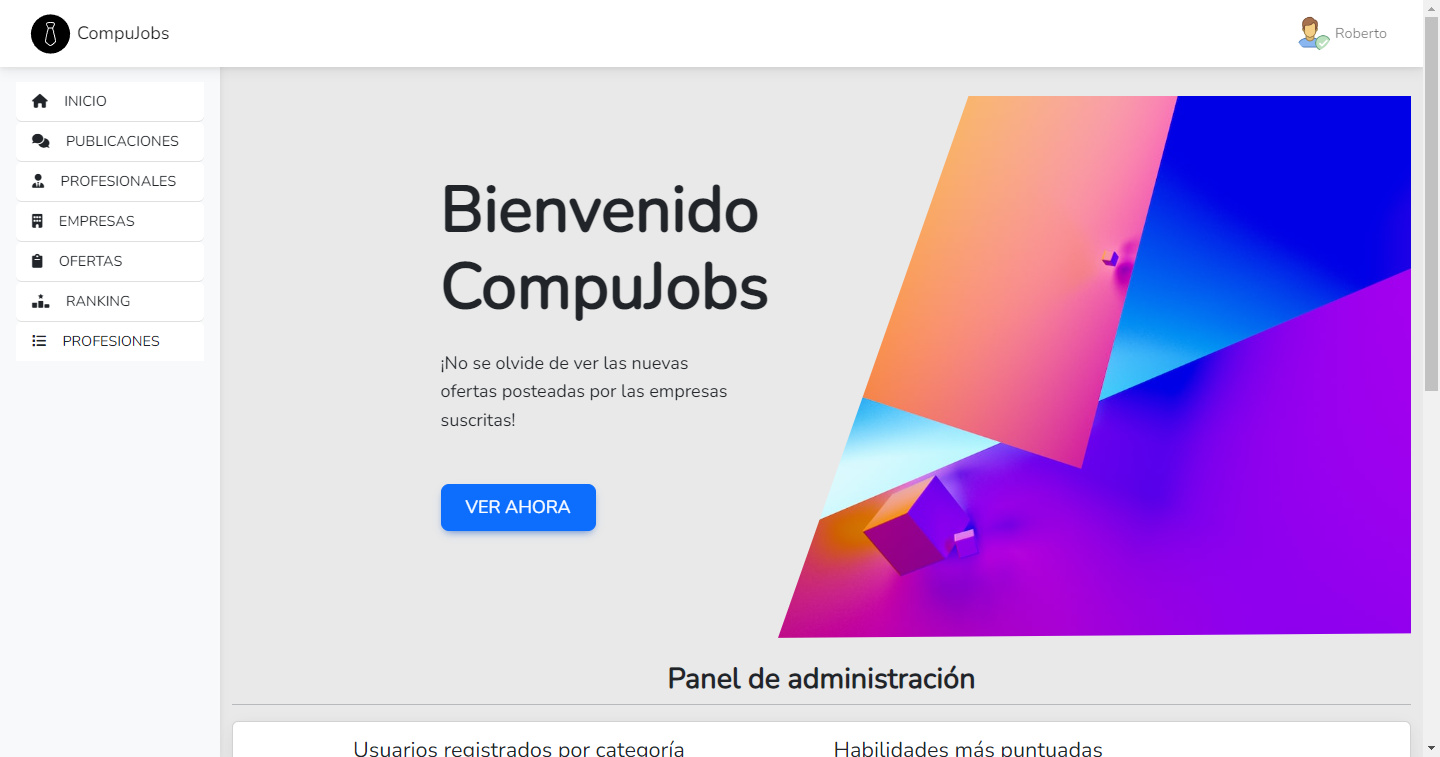 CompuJobs
Roberto
INICIO
PUBLICACIONES
PROFESIONALES
EMPRESAS
OFERTAS
RANKING
PROFESIONES
Bienvenido
CompuJobs
¡No se olvide de ver las nuevas
ofertas posteadas por las empresas
suscritas!
VER AHORA
Panel de administración
Usuarios registrados por categoría
Habilidades más puntuadas